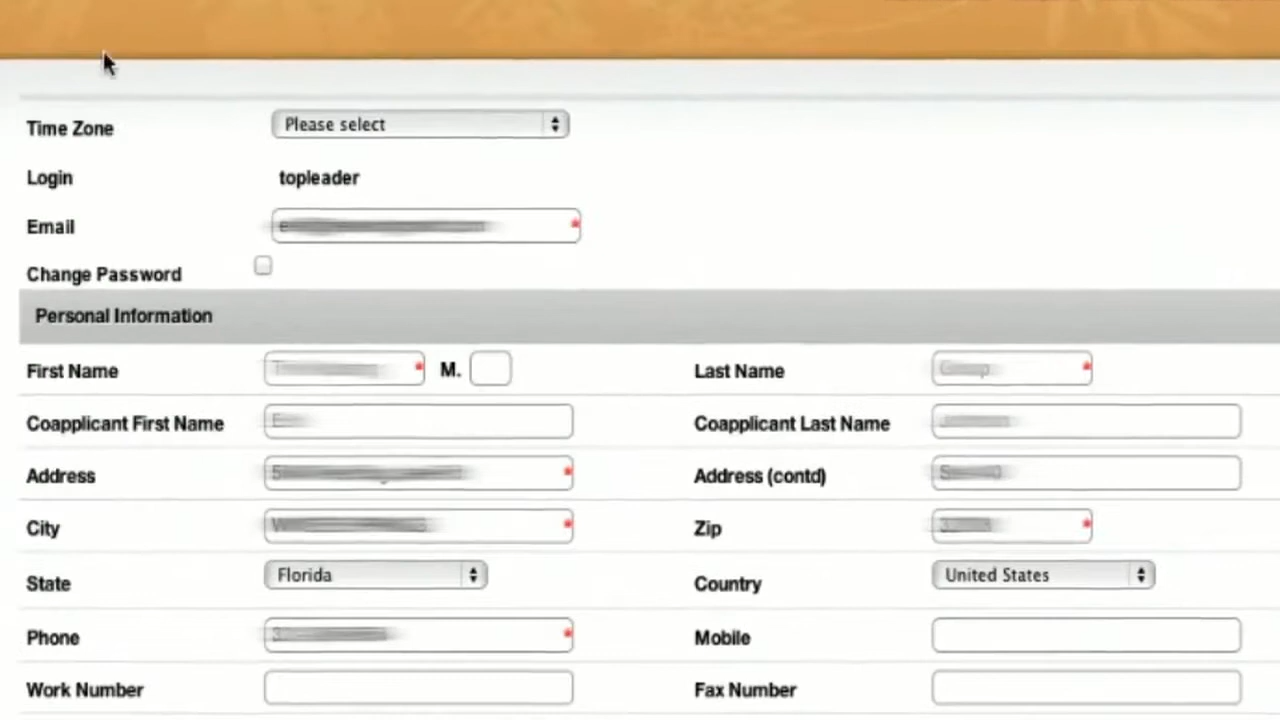 Time Zone Please select
Login topleader
Email
Change Password
Personal Information
First Name M. Last Name
Coapplicant First Name Coapplicant Last Name
Address Address (contd)
City Zip
State Florida Country United States
Phone Mobile
Work Number Fax Number